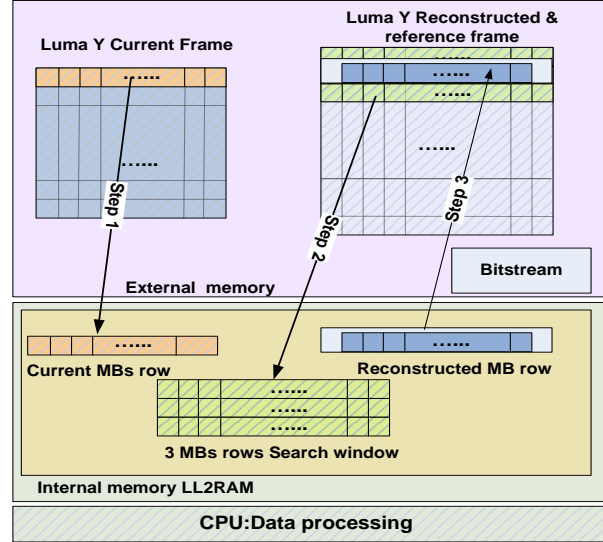 Luma Y Current Frame
Luma Y Reconstructed &
reference frame
......
......
......
......
......
Step 1
Step 2
Step 3
Bitstream
External memory
......
......
Current MBs row
Reconstructed MB row
......
......
......
3 MBs rows Search window
Internal memory LL2RAM
CPU:Data processing